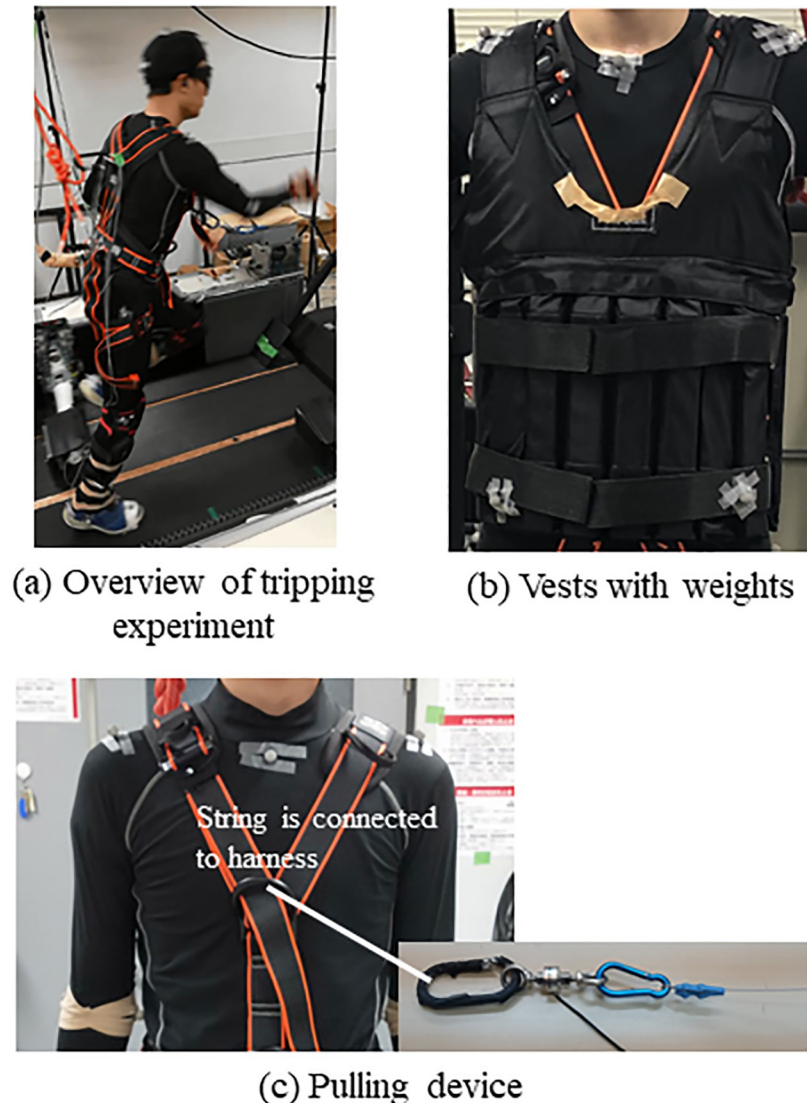 (a) Overview of tripping
experiment
(b) Vests with weights
String is connected
to harness
(c) Pulling device